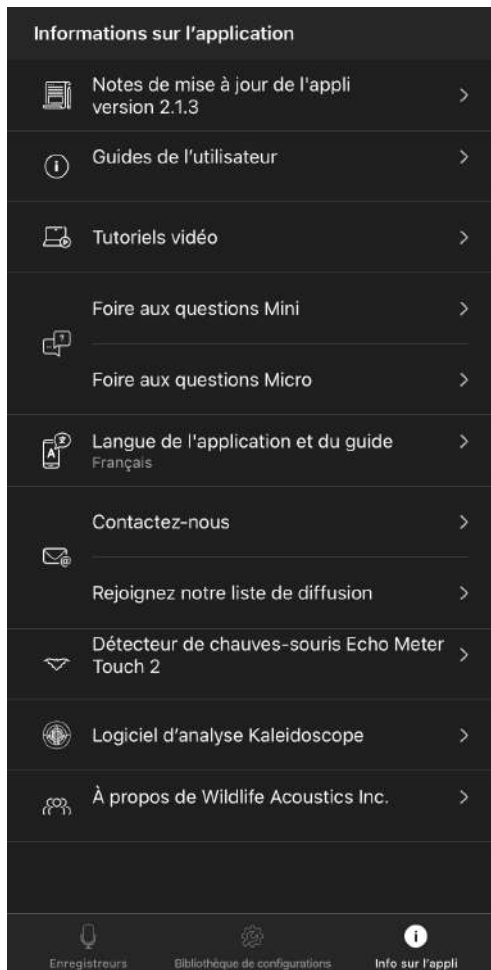 Informations sur l’application
Notes de mise à jour de l'appli
version 2.1.3
Guides de l’utilisateur
Tutoriels vidéo
Foire aux questions Mini
Foire aux questions Micro
Langue de l'application et du guide
Français
Contactez-nous
Rejoignez notre liste de diffusion
Détecteur de chauves-souris Echo Meter
Touch 2
Logiciel d’analyse Kaleidoscope
À propos de Wildlife Acoustics Inc.
Enregistreurs
Bibliothèque de configurations
Info sur l'appli